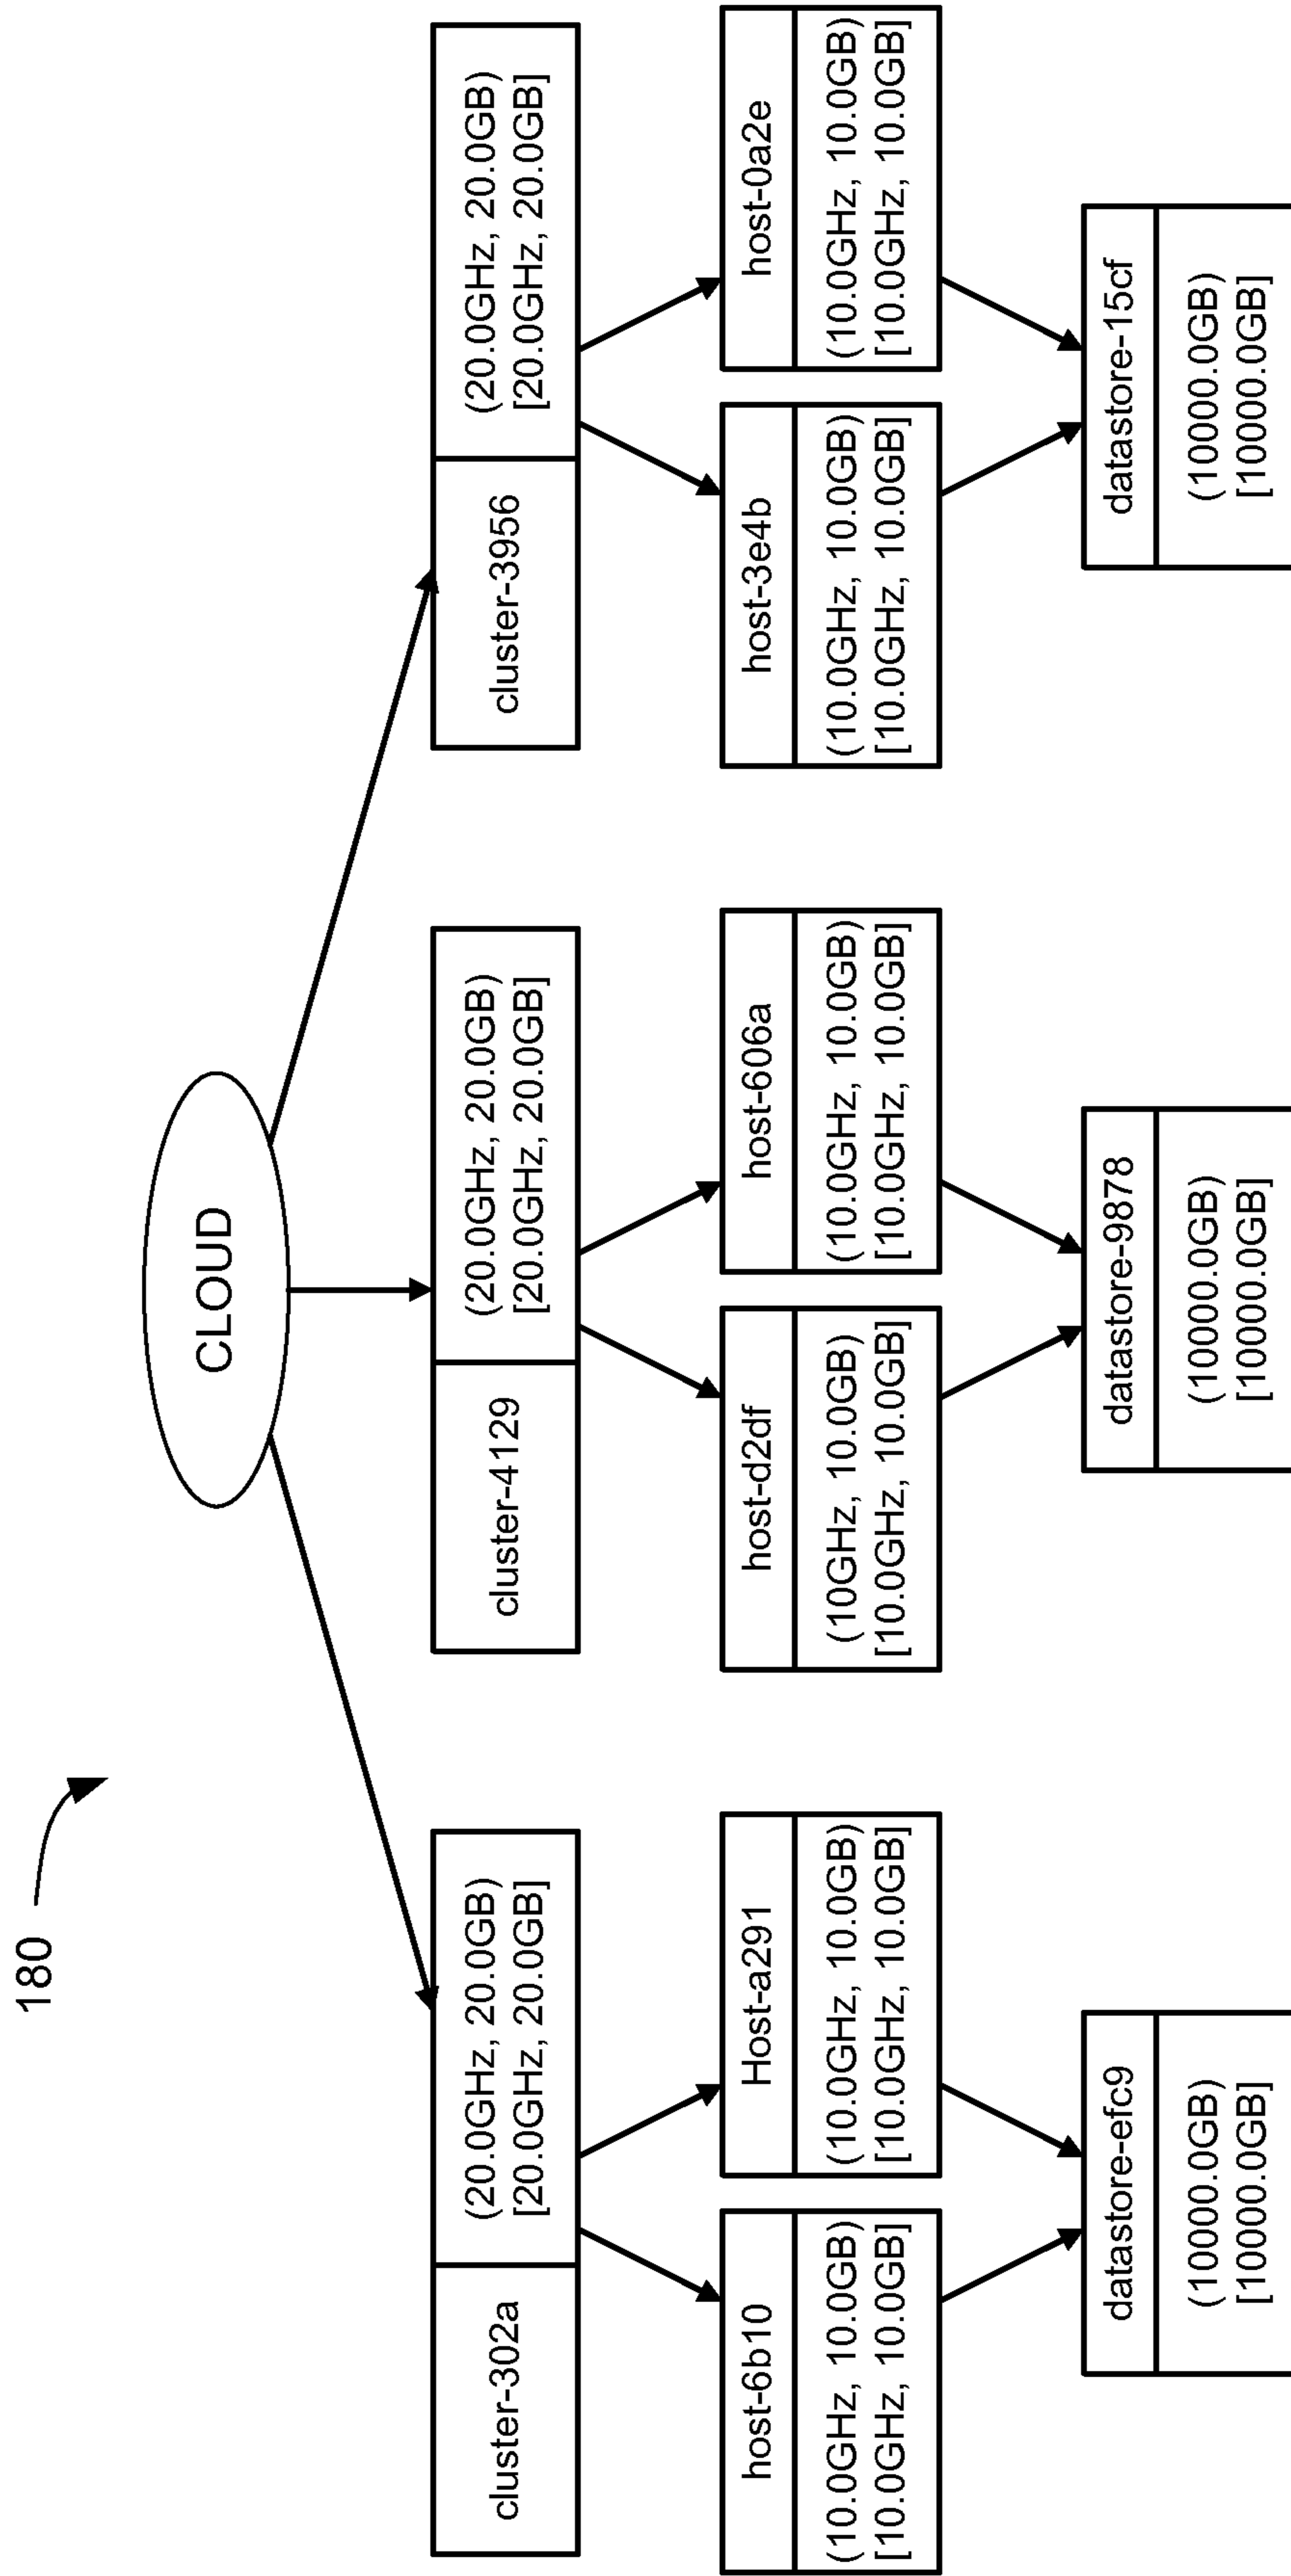 180
CLOUD
cluster-302a
(20.0GHz, 20.0GB)
[20.0GHz, 20.0GB]
cluster-4129
(20.0GHz, 20.0GB)
[20.0GHz, 20.0GB]
cluster-3956
(20.0GHz, 20.0GB)
[20.0GHz, 20.0GB]
host-6b10
(10.0GHz, 10.0GB)
[10.0GHz, 10.0GB]
Host-a291
(10.0GHz, 10.0GB)
[10.0GHz, 10.0GB]
host-d2df
(10GHz, 10.0GB)
[10.0GHz, 10.0GB]
host-606a
(10.0GHz, 10.0GB)
[10.0GHz, 10.0GB]
host-3e4b
(10.0GHz, 10.0GB)
[10.0GHz, 10.0GB]
host-0a2e
(10.0GHz, 10.0GB)
[10.0GHz, 10.0GB]
datastore-efc9
(10000.0GB)
[10000.0GB]
datastore-9878
(10000.0GB)
[10000.0GB]
datastore-15cf
(10000.0GB)
[10000.0GB]